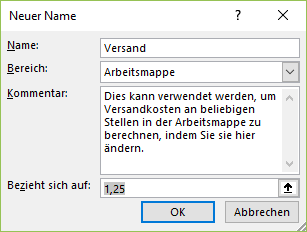 Neuer Name
Name:
Versand
Bereich:
Arbeitsmappe
Kommentar:
Dies kann verwendet werden, um
Versandkosten an beliebigen
Stellen in der Arbeitsmappe zu
berechnen, indem Sie sie hier
ändern.
Bezieht sich auf:
1,25
OK
Abbrechen